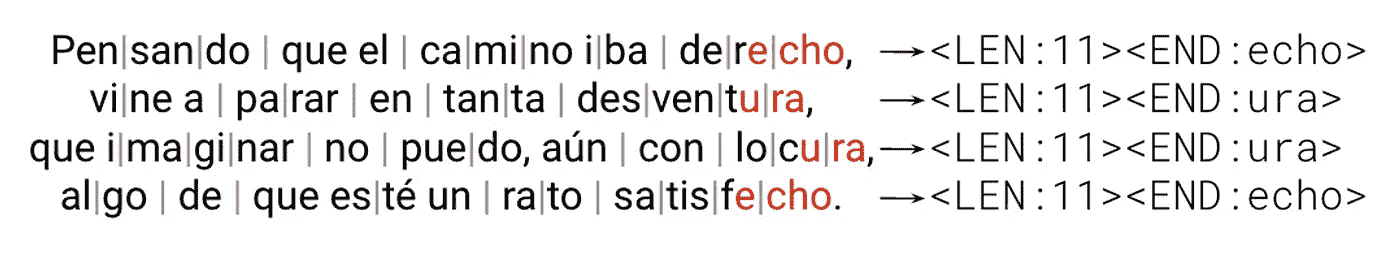 Pen|san|do | que el | ca|mi|no i|ba | de|re|cho, →<LEN:11><END:echo>
vi|ne a | pa|rar | en | tan|ta | des|ven|tu|ra, →<LEN:11><END:ura>
que i|ma|gi|nar | no | pue|do, aún | con | lo|cu|ra, →<LEN:11><END:ura>
al|go | de | que es|té un | ra|to | sa|tis|fe|cho. →<LEN:11><END:echo>